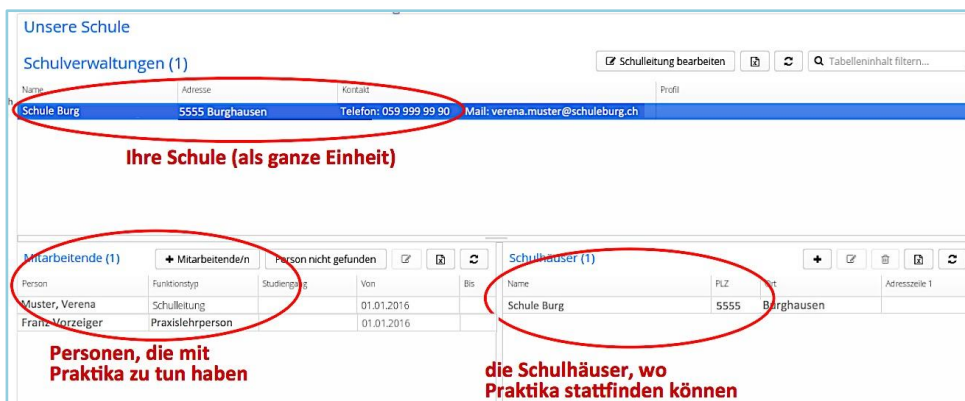 Unsere Schule
Schulverwaltungen (1)
Schulleitung bearbeiten
Tabelleninhalt filtern...
Name Adresse Kontakt Profil
Schule Burg 5555 Burghausen Telefon: 059 999 99 90 Mail: verena.muster@schuleburg.ch
Ihre Schule (als ganze Einheit)
Mitarbeitende (1) + Mitarbeitende/n Person nicht gefunden
Person Funktionstyp Studiengang Von Bis
Muster, Verena Schulleitung 01.01.2016
Franz Vorzeiger Praxislehrperson 01.01.2016
Personen, die mit
Praktika zu tun haben
Schulhäuser (1)
Name PLZ Ort Adresszeile 1
Schule Burg 5555 Burghausen
die Schulhäuser, wo
Praktika stattfinden können